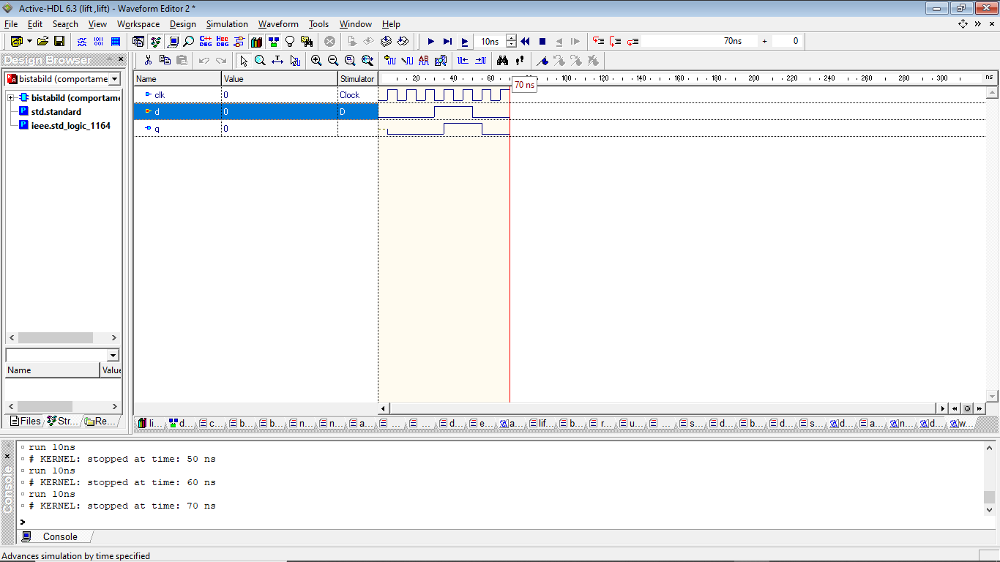 Active-HDL 6.3 (lift ,lift) - Waveform Editor 2 *
File Edit Search View Workspace Design Simulation Waveform Tools Window Help
C++ DBG HDD DBG 10ns 70ns + 0
Design Browser
bistabild (comportame
bistabild (comportame
std.standard
ieee.std_logic_1164
Name Value
Files Str... Re...
Name Value Stimulator 20 40 60 80 100 120 140 160 180 200 220 240 260 280 300 ns
70 ns
clk 0 Clock
d 0 D
q 0
li... d... c... b... b... n... n... a... ... ... d... e... a... lif... b... r... u... ... s... d... b... d... s... d... a... n... d... w...
run 10ns
# KERNEL: stopped at time: 50 ns
run 10ns
# KERNEL: stopped at time: 60 ns
run 10ns
# KERNEL: stopped at time: 70 ns
>
Console
Console
Advances simulation by time specified